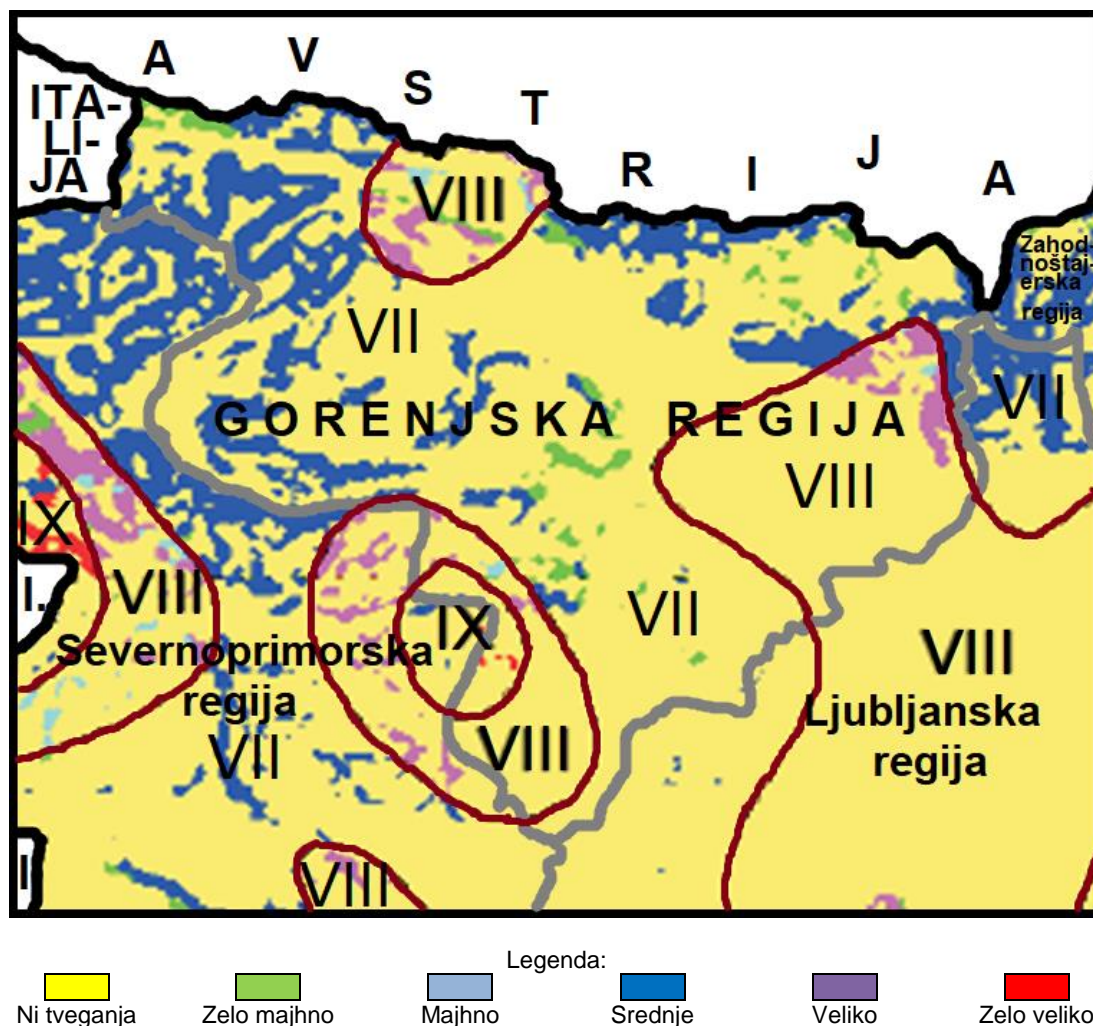 A V S T R I J A
ITA-
LI-
JA
VIII
Zahod-
noštaj-
erska
regija
VII
VII
GORENJSKA REGIJA
VIII
IX
I.
VIII
IX
VII
Severnoprimorska
regija
VIII
Ljubljanska
regija
VII
VIII
VIII
I
Legenda:
Ni tveganja
Zelo majhno
Majhno
Srednje
Veliko
Zelo veliko